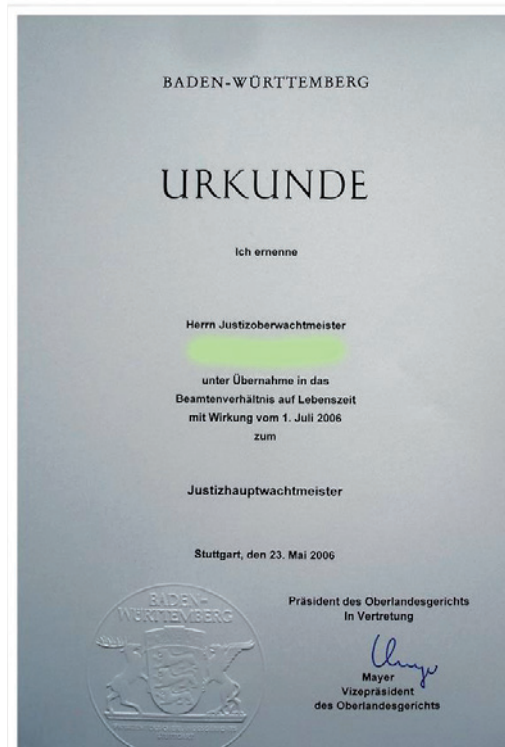 BADEN-WÜRTTEMBERG
URKUNDE
Ich ernenne
Herrn Justizoberwachtmeister
unter Übernahme in das
Beamtenverhältnis auf Lebenszeit
mit Wirkung vom 1. Juli 2006
zum
Justizhauptwachtmeister
Stuttgart, den 23. Mai 2006
Präsident des Oberlandesgerichts
In Vertretung
Mayer
Vizepräsident
des Oberlandesgerichts
BADEN-
WÜRTTEMBERG